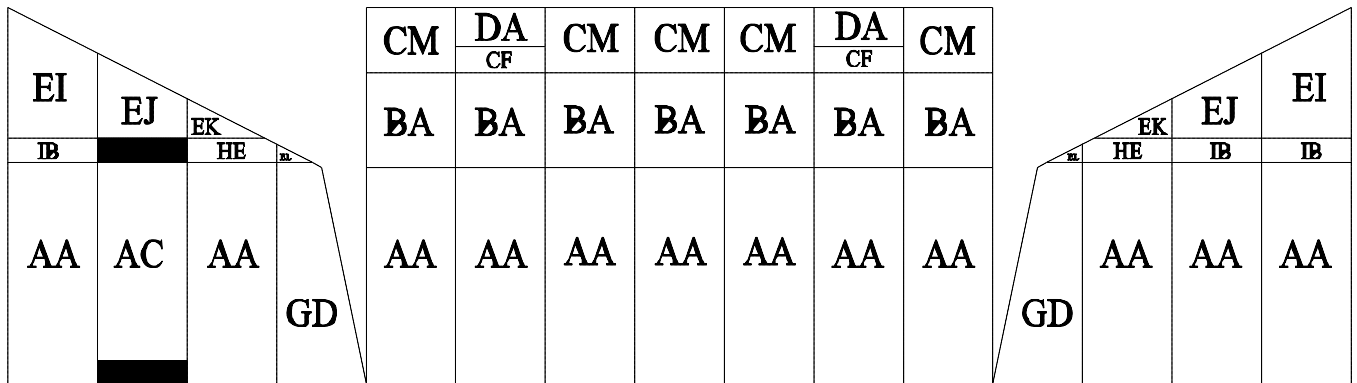 CM DA CM CM CM DA CM
CF CF
EI EJ EK
EK EJ EI
BA BA BA BA BA BA BA
IB HE EL
EL HE IB IB
AA AC AA
AA AA AA AA AA AA AA
AA AA AA
GD
GD